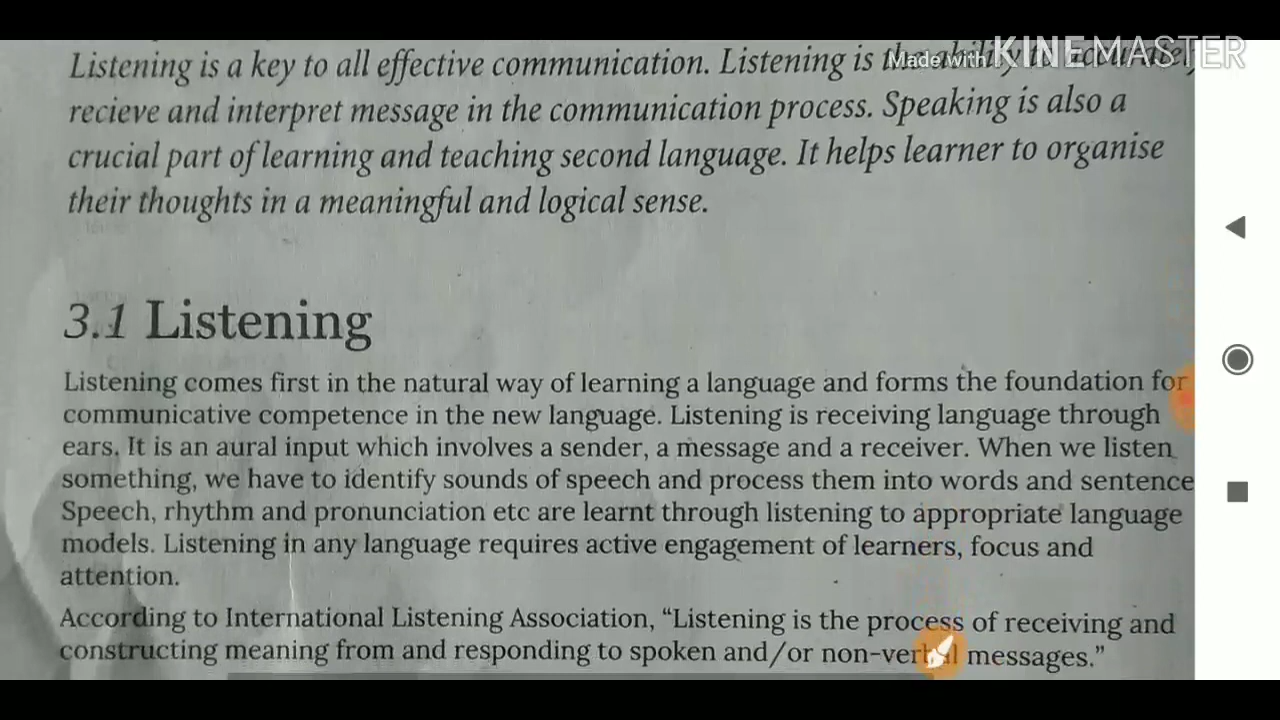 Made with KINEMASTER
Listening is a key to all effective communication. Listening is the ability to accurately
recieve and interpret message in the communication process. Speaking is also a
crucial part of learning and teaching second language. It helps learner to organise
their thoughts in a meaningful and logical sense.
3.1 Listening
Listening comes first in the natural way of learning a language and forms the foundation for
communicative competence in the new language. Listening is receiving language through
ears. It is an aural input which involves a sender, a message and a receiver. When we listen
something, we have to identify sounds of speech and process them into words and sentence
Speech, rhythm and pronunciation etc are learnt through listening to appropriate language
models. Listening in any language requires active engagement of learners, focus and
attention.
According to International Listening Association, “Listening is the process of receiving and
constructing meaning from and responding to spoken and/or non-verbal messages.”